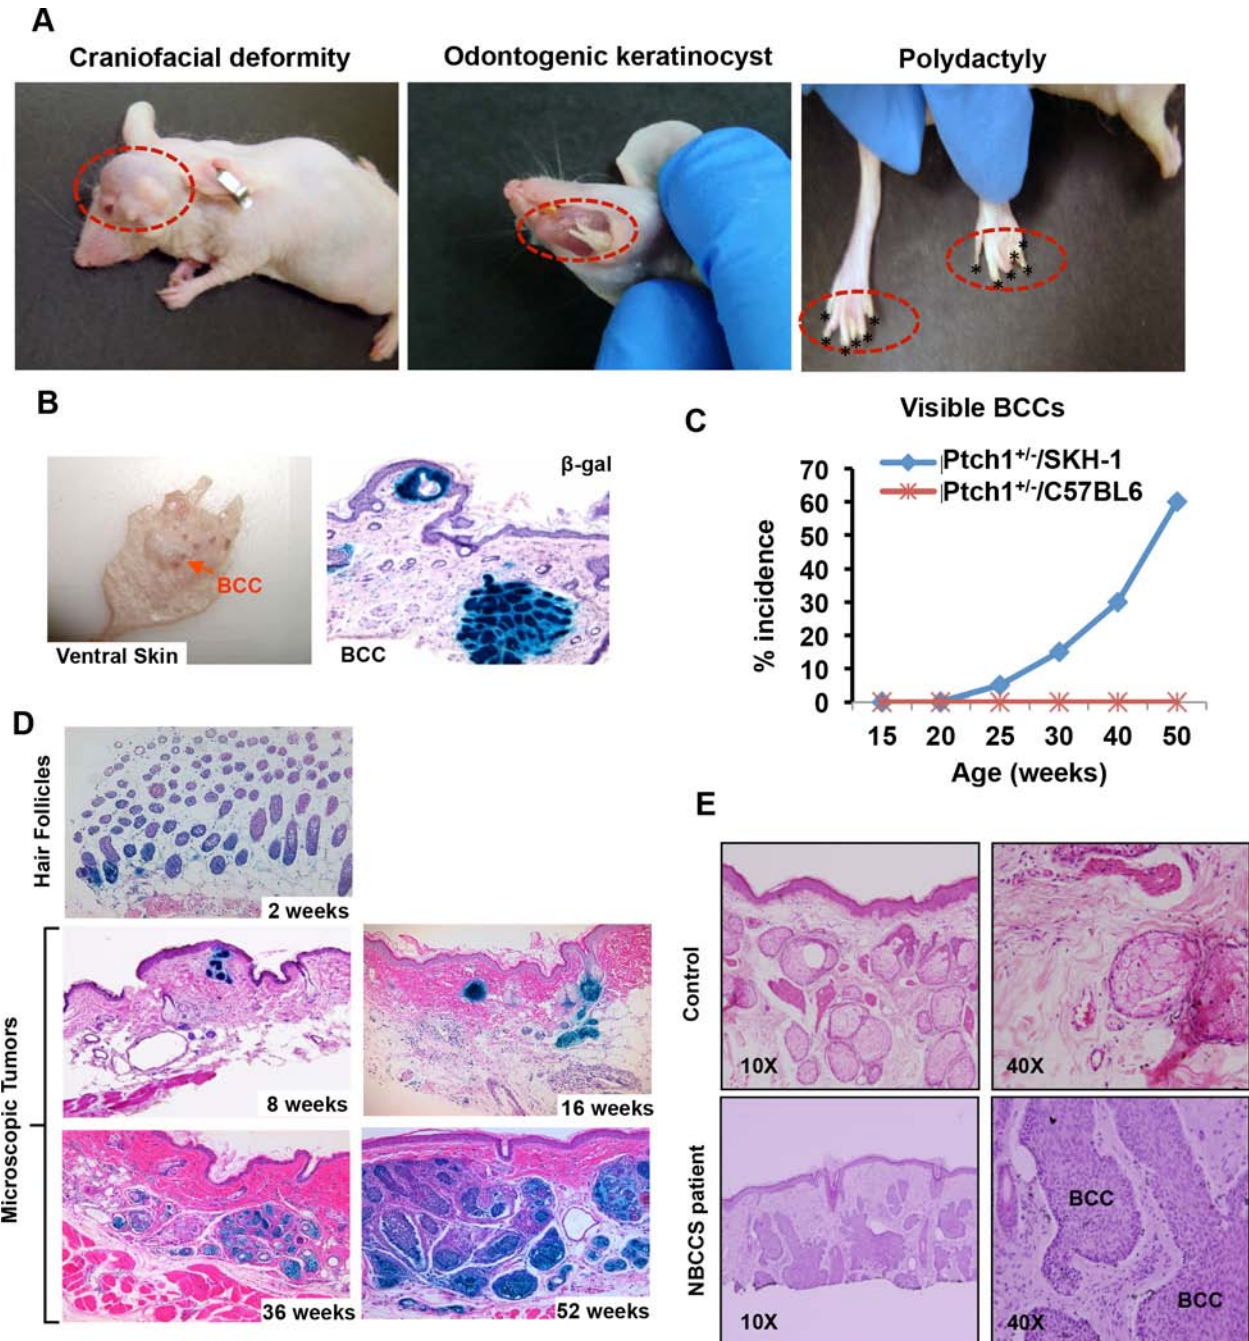 A
Craniofacial deformity
Odontogenic keratinocyst
Polydactyly
* * * * *
* * * * *
B
BCC
Ventral Skin
β-gal
BCC
C
Visible BCCs
Ptch1+/-/SKH-1
Ptch1+/-/C57BL6
% incidence
70
60
50
40
30
20
10
0
15 20 25 30 40 50
Age (weeks)
D
Hair Follicles
2 weeks
Microscopic Tumors
8 weeks
16 weeks
36 weeks
52 weeks
E
Control
10X
40X
NBCCS patient
10X
BCC
BCC
40X